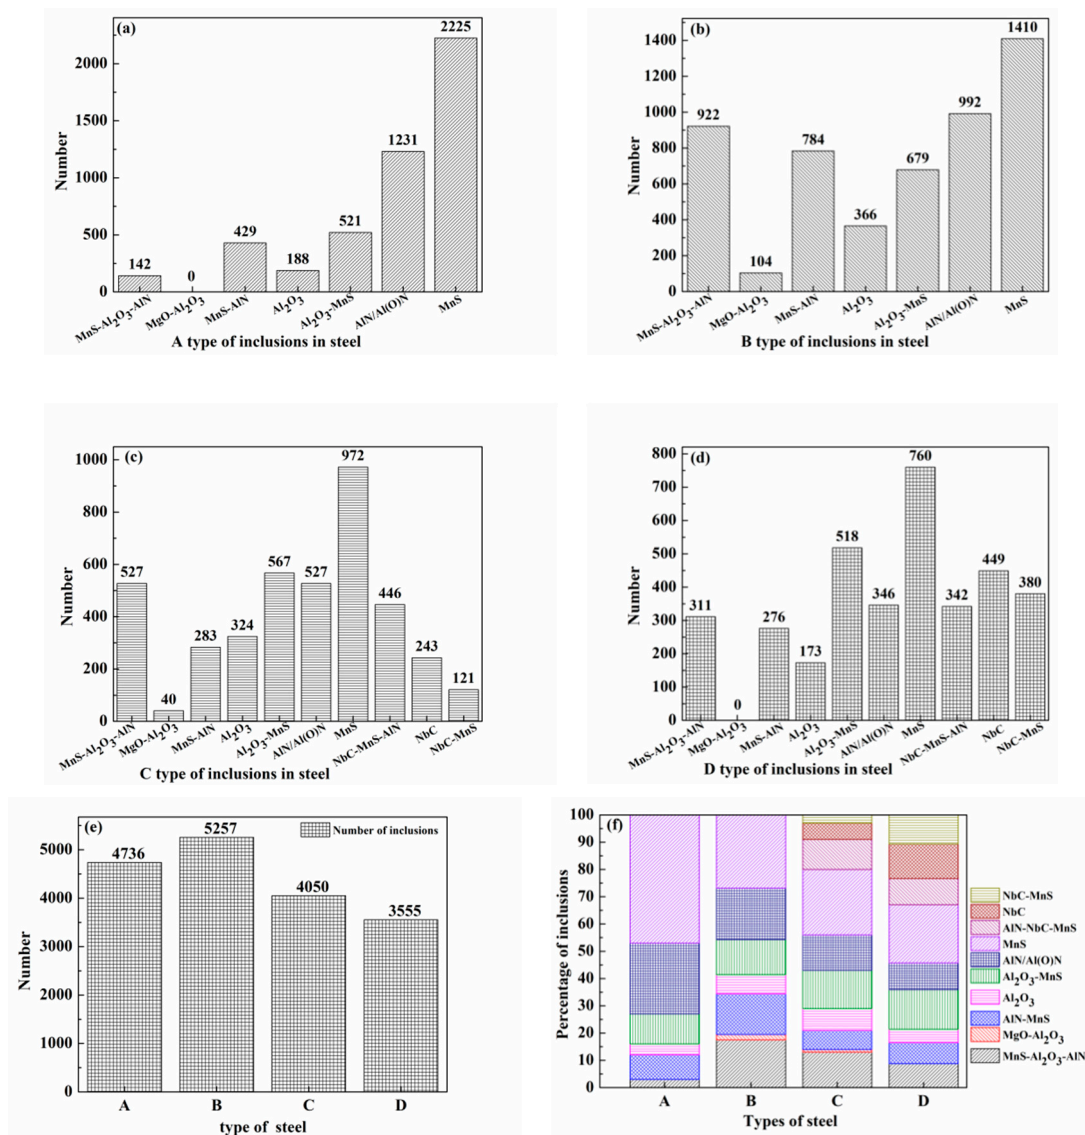 (a)
2225
2000
1500
1231
1000
500
521
429
188
142
0
0
Number
MnS-Al₂O₃-AlN
MgO-Al₂O₃
MnS-AlN
Al₂O₃
Al₂O₃-MnS
AlN/Al(O)N
MnS
A type of inclusions in steel
(b)
1410
1400
1200
1000
992
922
800
784
679
600
400
366
200
104
0
Number
MnS-Al₂O₃-AlN
MgO-Al₂O₃
MnS-AlN
Al₂O₃
Al₂O₃-MnS
AlN/Al(O)N
MnS
B type of inclusions in steel
(c)
1000
972
800
600
567
527
527
446
400
324
283
243
200
121
40
0
Number
MnS-Al₂O₃-AlN
MgO-Al₂O₃
MnS-AlN
Al₂O₃
Al₂O₃-MnS
AlN/Al(O)N
MnS
NbC-MnS-AlN
NbC
NbC-MnS
C type of inclusions in steel
(d)
800
760
700
600
518
500
449
400
380
346
342
311
300
276
200
173
100
0
0
Number
MnS-Al₂O₃-AlN
MgO-Al₂O₃
MnS-AlN
Al₂O₃
Al₂O₃-MnS
AlN/Al(O)N
MnS
NbC-MnS-AlN
NbC
NbC-MnS
D type of inclusions in steel
(e)
Number of inclusions
5257
5000
4736
4050
4000
3555
3000
2000
1000
0
Number
A
B
C
D
type of steel
(f)
100
90
80
70
60
50
40
30
20
10
0
Percentage of inclusions
A
B
C
D
Types of steel
NbC-MnS
NbC
AlN-NbC-MnS
MnS
AlN/Al(O)N
Al₂O₃-MnS
Al₂O₃
AlN-MnS
MgO-Al₂O₃
MnS-Al₂O₃-AlN